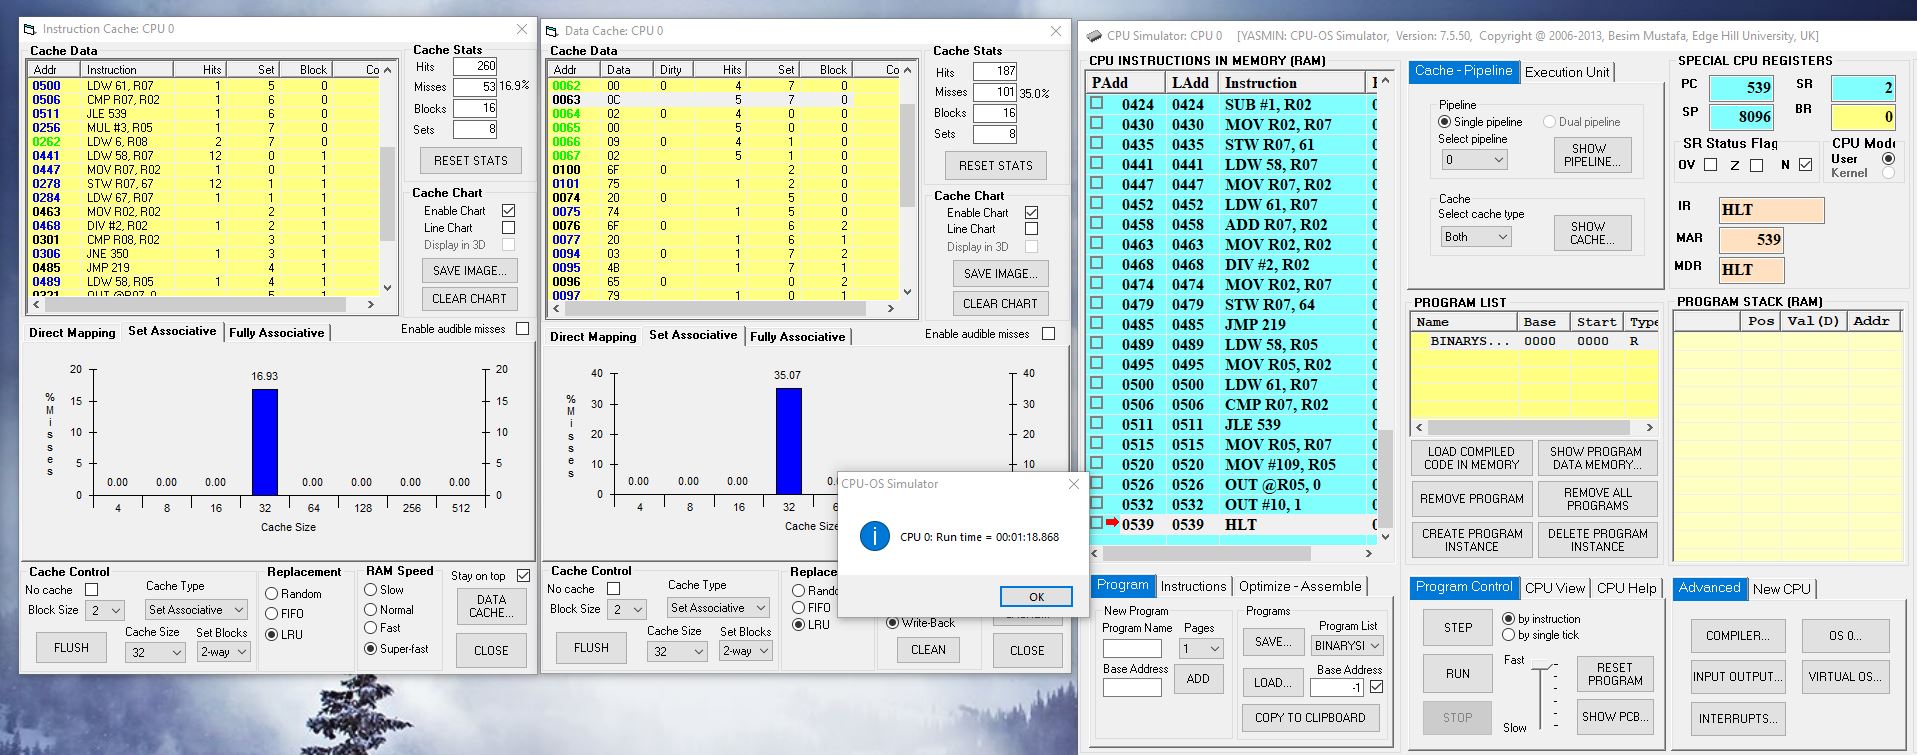 Instruction Cache: CPU 0
Cache Data
Addr Instruction Hits Set Block Co
0500 LDW 61, R07 1 5 0
0506 CMP R07, R02 1 6 0
0511 JLE 539 1 6 0
0256 MUL #3, R05 1 7 0
0262 LDW 6, R08 2 7 0
0441 LDW 58, R07 12 0 1
0447 MOV R07, R02 0 1
0278 STW R07, 67 12 1 1
0284 LDW 67, R07 1 1 1
0463 MOV R02, R02 2 1
0468 DIV #2, R02 1 2 1
0301 CMP R08, R02 3 1
0306 JNE 350 1 3 1
0485 JMP 219 4 1
0489 LDW 58, R05 1 4 1
0321 OUT @R07, 0 5 1
Cache Stats
Hits 260
Misses 53 16.9%
Blocks 16
Sets 8
RESET STATS
Cache Chart
Enable Chart
Line Chart
Display in 3D
SAVE IMAGE...
CLEAR CHART
Direct Mapping Set Associative Fully Associative
Enable audible misses
% Misses
20 15 10 5 0
16.93
0.00 0.00 0.00 0.00 0.00 0.00 0.00
20 15 10 5 0
4 8 16 32 64 128 256 512
Cache Size
Cache Control
No cache
Block Size 2
Cache Type
Set Associative
FLUSH
Cache Size
32
Set Blocks
2-way
Replacement
Random
FIFO
LRU
RAM Speed
Slow
Normal
Fast
Super-fast
Stay on top
DATA CACHE...
CLOSE
Data Cache: CPU 0
Cache Data
Addr Data Dirty Hits Set Block Co
0062 00 0 4 7 0
0063 0C 5 7 0
0064 02 0 4 0 0
0065 00 5 0 0
0066 09 0 4 1 0
0067 02 5 1 0
0100 6F 0 2 0
0101 75 1 2 0
0074 20 0 5 0
0075 74 1 5 0
0076 6F 0 6 2
0077 20 1 6 1
0094 03 0 1 7 2
0095 4B 1 7 1
0096 65 0 0 2
0097 79 1 0 1
Cache Stats
Hits 187
Misses 101 35.0%
Blocks 16
Sets 8
RESET STATS
Cache Chart
Enable Chart
Line Chart
Display in 3D
SAVE IMAGE...
CLEAR CHART
Direct Mapping Set Associative Fully Associative
Enable audible misses
% Misses
40 30 20 10 0
35.07
0.00 0.00 0.00
40 30 20 10
4 8 16 32 6
Cache Size
Cache Control
No cache
Block Size 2
Cache Type
Set Associative
FLUSH
Cache Size
32
Set Blocks
2-way
Replace
Rando
FIFO
LRU
Write-Back
CLEAN
CLOSE
CPU-OS Simulator
CPU 0: Run time = 00:01:18.868
OK
CPU Simulator: CPU 0 [YASMIN: CPU-OS Simulator, Version: 7.5.50, Copyright @ 2006-2013, Besim Mustafa, Edge Hill University, UK]
CPU INSTRUCTIONS IN MEMORY (RAM)
PAdd LAdd Instruction
0424 0424 SUB #1, R02
0430 0430 MOV R02, R07
0435 0435 STW R07, 61
0441 0441 LDW 58, R07
0447 0447 MOV R07, R02
0452 0452 LDW 61, R07
0458 0458 ADD R07, R02
0463 0463 MOV R02, R02
0468 0468 DIV #2, R02
0474 0474 MOV R02, R07
0479 0479 STW R07, 64
0485 0485 JMP 219
0489 0489 LDW 58, R05
0495 0495 MOV R05, R02
0500 0500 LDW 61, R07
0506 0506 CMP R07, R02
0511 0511 JLE 539
0515 0515 MOV R05, R07
0520 0520 MOV #109, R05
0526 0526 OUT @R05, 0
0532 0532 OUT #10, 1
0539 0539 HLT
Program Instructions Optimize - Assemble
New Program
Program Name Pages
1
Base Address
ADD
Programs
SAVE...
Program List
BINARYSI
LOAD...
Base Address
-1
COPY TO CLIPBOARD
Cache - Pipeline Execution Unit
Pipeline
Single pipeline Dual pipeline
Select pipeline
0
SHOW PIPELINE...
Cache
Select cache type
Both
SHOW CACHE...
PROGRAM LIST
Name Base Start Type
BINARYS... 0000 0000 R
LOAD COMPILED CODE IN MEMORY
SHOW PROGRAM DATA MEMORY...
REMOVE PROGRAM
REMOVE ALL PROGRAMS
CREATE PROGRAM INSTANCE
DELETE PROGRAM INSTANCE
Program Control CPU View CPU Help
STEP
by instruction
by single tick
RUN
STOP
Fast
Slow
RESET PROGRAM
SHOW PCB...
SPECIAL CPU REGISTERS
PC 539 SR 2
SP 8096 BR 0
SR Status Flag
OV Z N
CPU Mode
User
Kernel
IR HLT
MAR 539
MDR HLT
PROGRAM STACK (RAM)
Pos Val(D) Addr
Advanced New CPU
COMPILER... OS 0...
INPUT OUTPUT... VIRTUAL OS...
INTERRUPTS...